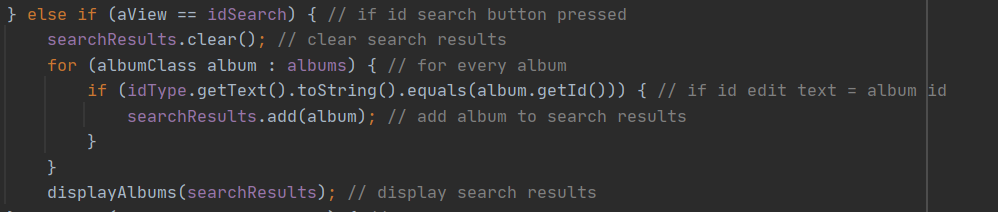 } else if (aView == idSearch) { // if id search button pressed
searchResults.clear(); // clear search results
for (albumClass album : albums) { // for every album
if (idType.getText().toString().equals(album.getId())) { // if id edit text = album id
searchResults.add(album); // add album to search results
}
}
displayAlbums(searchResults); // display search results